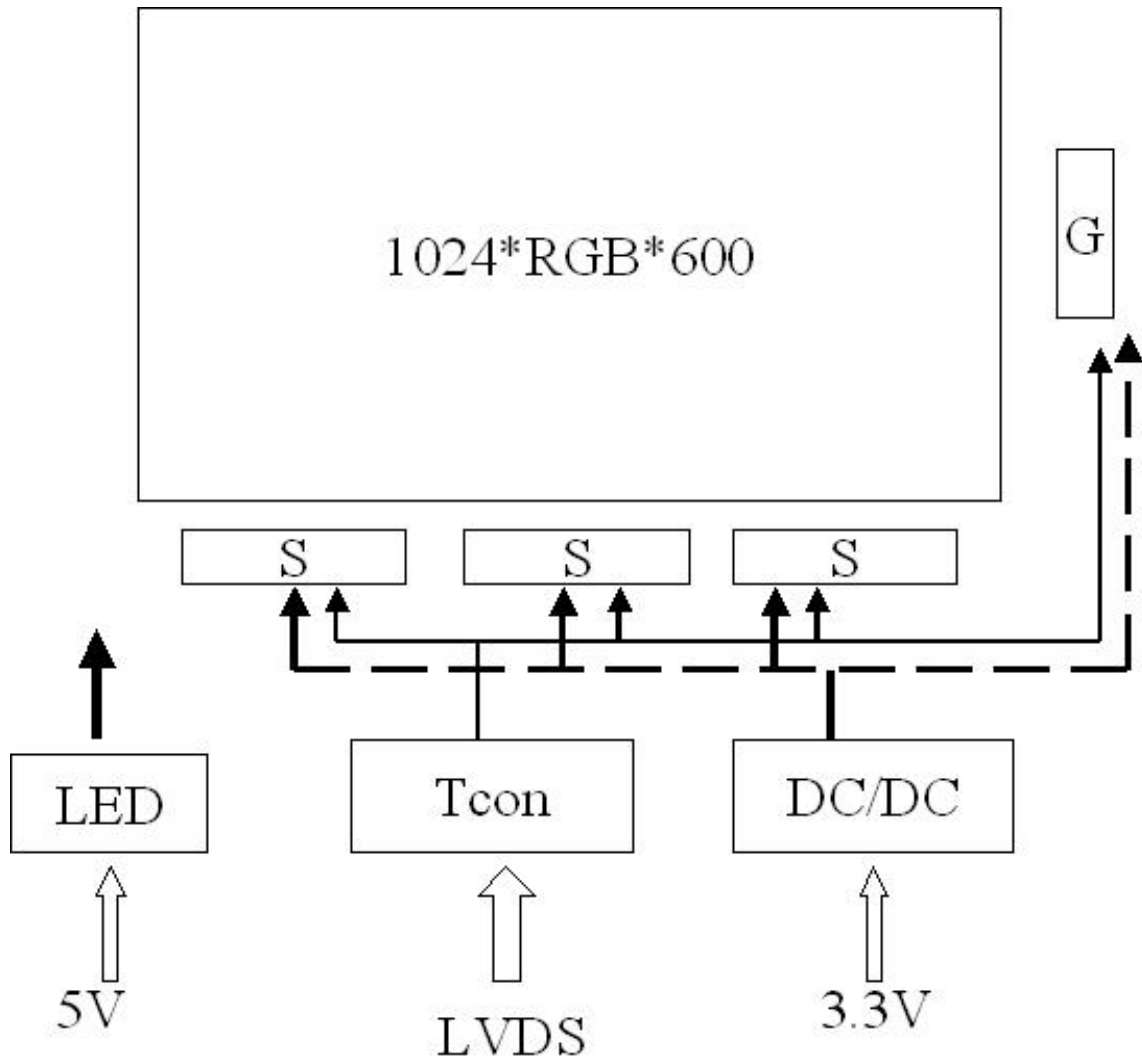 1024*RGB*600
G
S
S
S
LED
Tcon
DC/DC
5V
LVDS
3.3V